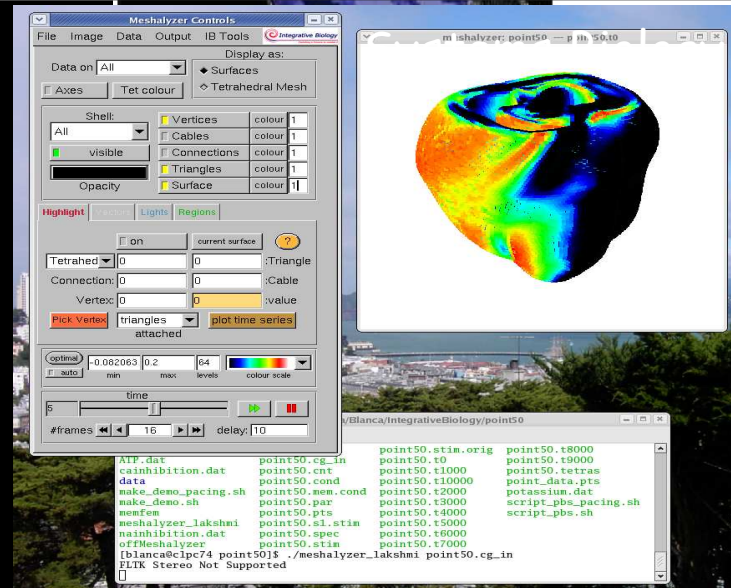 Meshalyzer Controls
File Image Data Output IB Tools Integrative Biology
Data on All
Axes Tet colour
Display as:
Surfaces
Tetrahedral Mesh
Shell:
All
visible
Opacity
Vertices colour 1
Cables colour 1
Connections colour 1
Triangles colour 1
Surface colour 1
Highlight Vectors Lights Regions
on current surface ?
Tetrahed 0 0 :Triangle
Connection: 0 0 :Cable
Vertex: 0 0 :value
Pick Vertex triangles plot time series
attached
optimal -0.082063 0.2 64
auto min max levels colour scale
time
5
#frames 16 delay: 10
meshalyzer: point50 — point50.t0
/Blanca/IntegrativeBiology/point50
point50.stim.orig point50.t8000
ATP.dat point50.cg_in point50.t0 point50.t9000
cainhibition.dat point50.cnt point50.t1000 point50.tetras
data point50.cond point50.t10000 point_data.pts
make_demo_pacing.sh point50.mem.cond point50.t2000 potassium.dat
make_demo.sh point50.par point50.t3000 script_pbs_pacing.sh
memfem point50.pts point50.t4000 script_pbs.sh
meshalyzer_lakshmi point50.s1.stim point50.t5000
nainhibition.dat point50.spec point50.t6000
offMeshalyzer point50.stim point50.t7000
[blanca@clpc74 point50]$ ./meshalyzer_lakshmi point50.cg_in
FLTK Stereo Not Supported